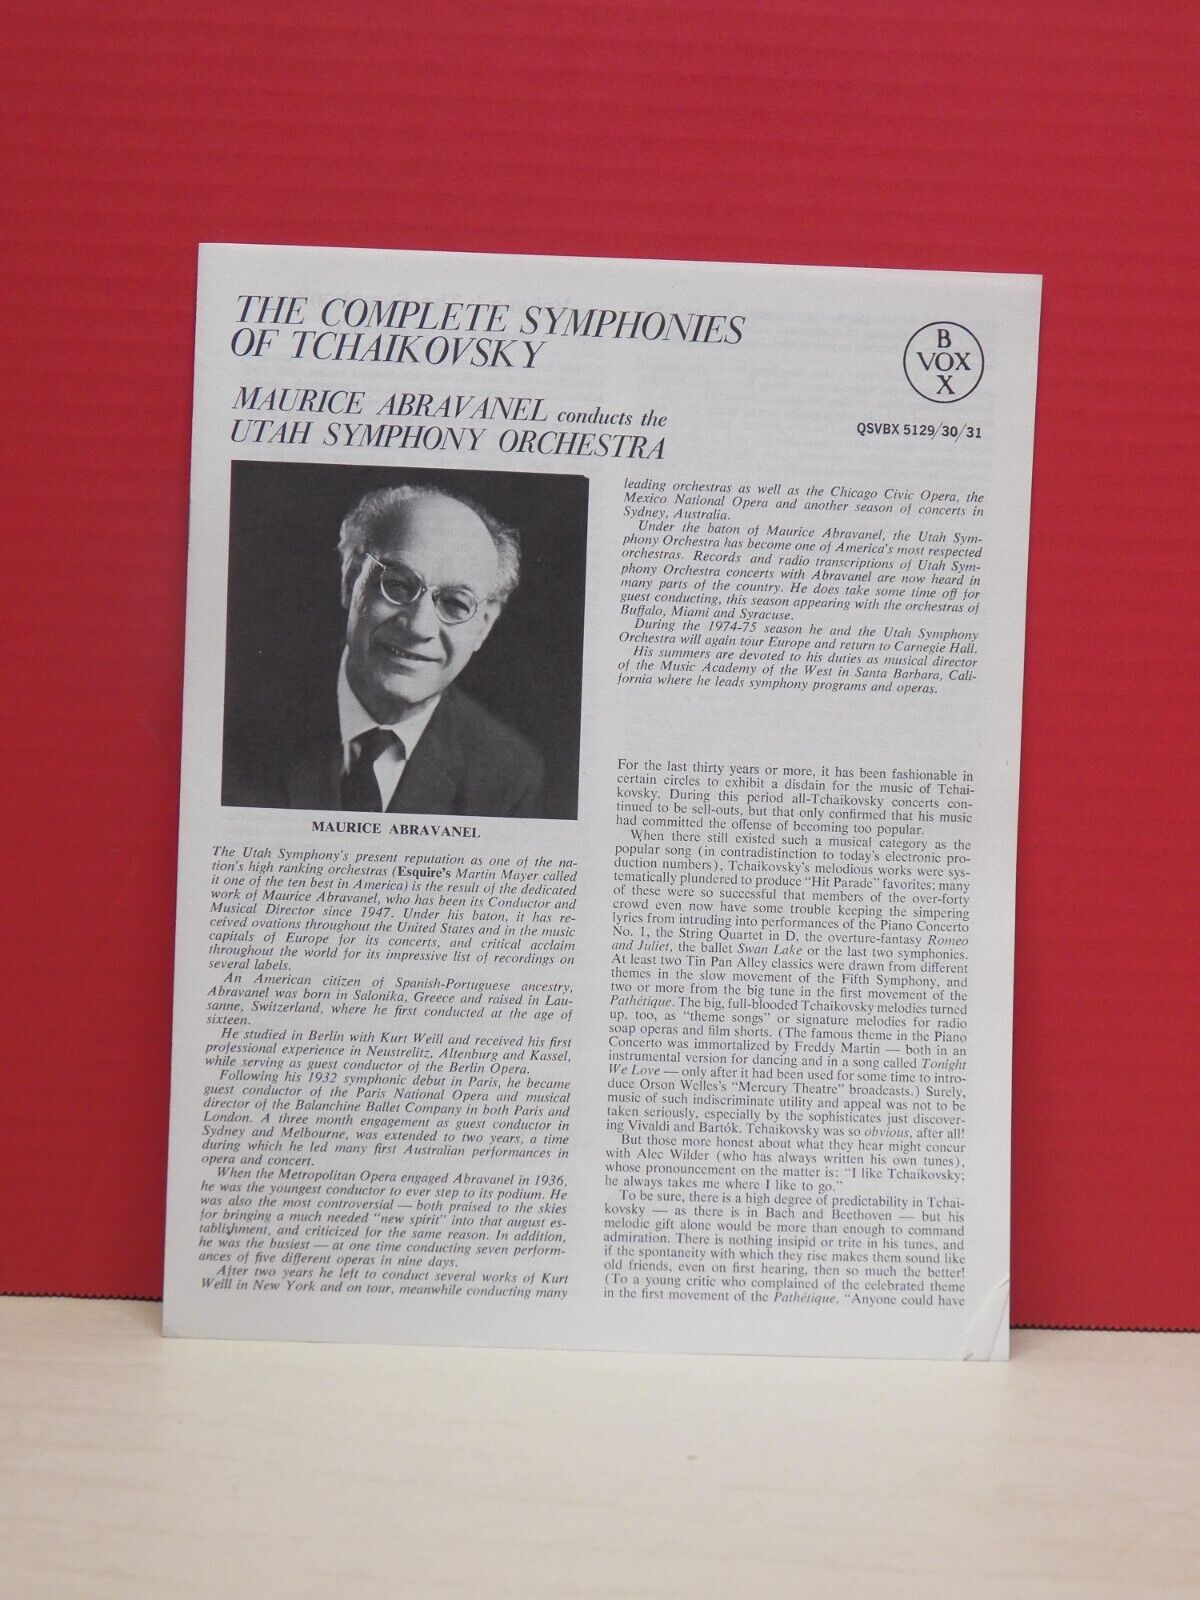 THE COMPLETE SYMPHONIES
OF TCHAIKOVSKY
MAURICE ABRAVANEL conducts the
UTAH SYMPHONY ORCHESTRA
B
VOX
X
QSVBX 5129/30/31
MAURICE ABRAVANEL
The Utah Symphony's present reputation as one of the na-
tion's high ranking orchestras (Esquire's Martin Mayer called
it one of the ten best in America) is the result of the dedicated
work of Maurice Abravanel, who has been its Conductor and
Musical Director since 1947. Under his baton, it has re-
ceived ovations throughout the United States and in the music
capitals of Europe for its concerts, and critical acclaim
throughout the world for its impressive list of recordings on
several labels.
An American citizen of Spanish-Portuguese ancestry,
Abravanel was born in Salonika, Greece and raised in Lau-
sanne, Switzerland, where he first conducted at the age of
sixteen.
He studied in Berlin with Kurt Weill and received his first
professional experience in Neustrelitz, Altenburg and Kassel,
while serving as guest conductor of the Berlin Opera.
Following his 1932 symphonic debut in Paris, he became
guest conductor of the Paris National Opera and musical
director of the Balanchine Ballet Company in both Paris and
London. A three month engagement as guest conductor in
Sydney and Melbourne, was extended to two years, a time
during which he led many first Australian performances in
opera and concert.
When the Metropolitan Opera engaged Abravanel in 1936,
he was the youngest conductor to ever step to its podium. He
was also the most controversial — both praised to the skies
for bringing a much needed "new spirit" into that august es-
tablishment, and criticized for the same reason. In addition,
he was the busiest — at one time conducting seven perform-
ances of five different operas in nine days.
After two years he left to conduct several works of Kurt
Weill in New York and on tour, meanwhile conducting many
leading orchestras as well as the Chicago Civic Opera, the
Mexico National Opera and another season of concerts in
Sydney, Australia.
Under the baton of Maurice Abravanel, the Utah Sym-
phony Orchestra has become one of America's most respected
orchestras. Records and radio transcriptions of Utah Sym-
phony Orchestra concerts with Abravanel are now heard in
many parts of the country. He does take some time off for
guest conducting, this season appearing with the orchestras of
Buffalo, Miami and Syracuse.
During the 1974-75 season he and the Utah Symphony
Orchestra will again tour Europe and return to Carnegie Hall.
His summers are devoted to his duties as musical director
of the Music Academy of the West in Santa Barbara, Cali-
fornia where he leads symphony programs and operas.
For the last thirty years or more, it has been fashionable in
certain circles to exhibit a disdain for the music of Tchai-
kovsky. During this period all-Tchaikovsky concerts con-
tinued to be sell-outs, but that only confirmed that his music
had committed the offense of becoming too popular.
When there still existed such a musical category as the
popular song (in contradistinction to today's electronic pro-
duction numbers), Tchaikovsky's melodious works were sys-
tematically plundered to produce "Hit Parade" favorites; many
of these were so successful that members of the over-forty
crowd even now have some trouble keeping the simpering
lyrics from intruding into performances of the Piano Concerto
No. 1, the String Quartet in D, the overture-fantasy Romeo
and Juliet, the ballet Swan Lake or the last two symphonies.
At least two Tin Pan Alley classics were drawn from different
themes in the slow movement of the Fifth Symphony, and
two or more from the big tune in the first movement of the
Pathétique. The big, full-blooded Tchaikovsky melodies turned
up, too, as "theme songs" or signature melodies for radio
soap operas and film shorts. (The famous theme in the Piano
Concerto was immortalized by Freddy Martin — both in an
instrumental version for dancing and in a song called Tonight
We Love — only after it had been used for some time to intro-
duce Orson Welles's "Mercury Theatre" broadcasts.) Surely,
music of such indiscriminate utility and appeal was not to be
taken seriously, especially by the sophisticates just discover-
ing Vivaldi and Bartók. Tchaikovsky was so obvious, after all!
But those more honest about what they hear might concur
with Alec Wilder (who has always written his own tunes),
whose pronouncement on the matter is: "I like Tchaikovsky;
he always takes me where I like to go."
To be sure, there is a high degree of predictability in Tchai-
kovsky — as there is in Bach and Beethoven — but his
melodic gift alone would be more than enough to command
admiration. There is nothing insipid or trite in his tunes, and
if the spontaneity with which they rise makes them sound like
old friends, even on first hearing, then so much the better!
(To a young critic who complained of the celebrated theme
in the first movement of the Pathétique, "Anyone could have